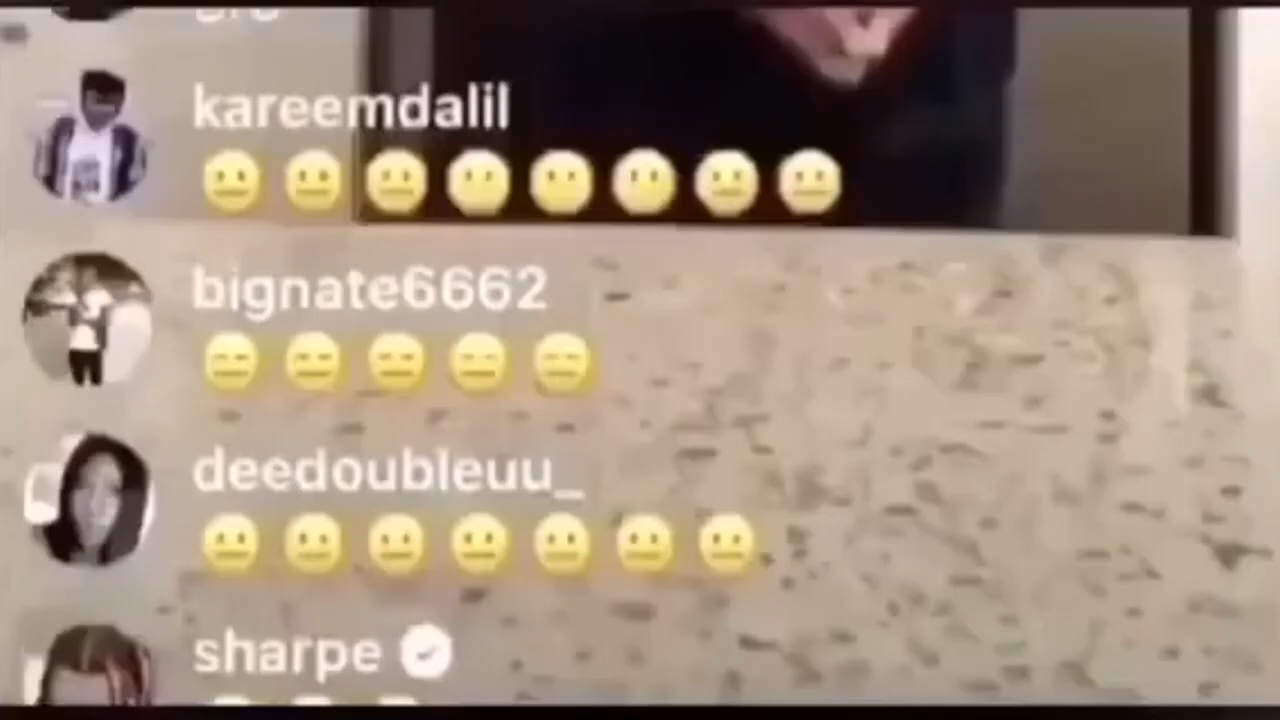 kareemdalil
😐😐😐😶😶😶😐😐
bignate6662
😑😑😑😑😑
deedoubleuu_
😐😐😐😐😐😐😐
sharpe